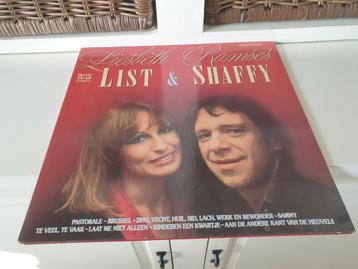 Liesbeth Ramses
LIST & SHAFFY
PASTORALE - BRUSSEL - ZING, VECHT, HUIL, BID, LACH, WERK EN BEWONDER - SAMMY
TE VEEL, TE VAAK - LAAT ME NIET ALLEEN - KINDEREN EEN KWARTJE - AAN DE ANDERE KANT VAN DE HEUVELS